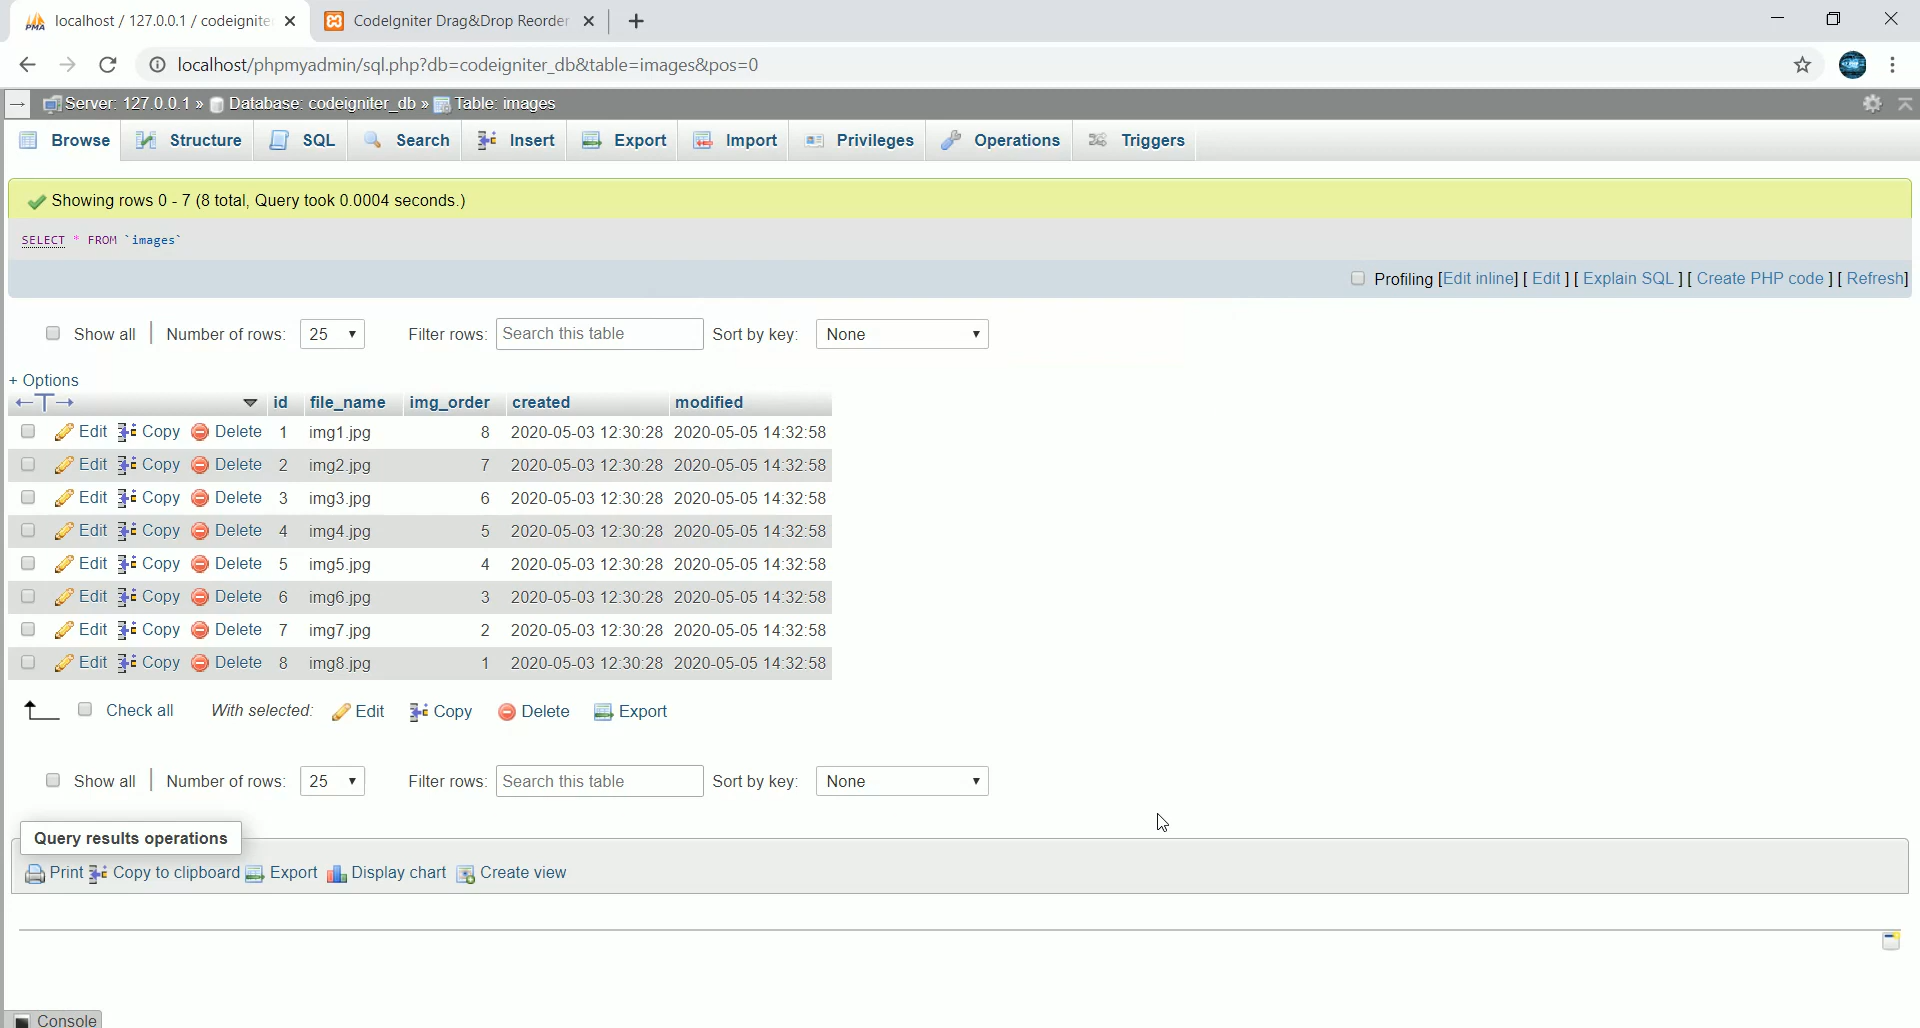 localhost / 127.0.0.1 / codeignite
CodeIgniter Drag&Drop Reorder
localhost/phpmyadmin/sql.php?db=codeigniter_db&table=images&pos=0
Server: 127.0.0.1 » Database: codeigniter_db » Table: images
Browse Structure SQL Search Insert Export Import Privileges Operations Triggers
Showing rows 0 - 7 (8 total, Query took 0.0004 seconds.)
SELECT * FROM `images`
Profiling [Edit inline] [ Edit ] [ Explain SQL ] [ Create PHP code ] [ Refresh]
Show all | Number of rows: 25 Filter rows: Search this table Sort by key: None
+ Options
id file_name img_order created modified
Edit Copy Delete 1 img1.jpg 8 2020-05-03 12:30:28 2020-05-05 14:32:58
Edit Copy Delete 2 img2.jpg 7 2020-05-03 12:30:28 2020-05-05 14:32:58
Edit Copy Delete 3 img3.jpg 6 2020-05-03 12:30:28 2020-05-05 14:32:58
Edit Copy Delete 4 img4.jpg 5 2020-05-03 12:30:28 2020-05-05 14:32:58
Edit Copy Delete 5 img5.jpg 4 2020-05-03 12:30:28 2020-05-05 14:32:58
Edit Copy Delete 6 img6.jpg 3 2020-05-03 12:30:28 2020-05-05 14:32:58
Edit Copy Delete 7 img7.jpg 2 2020-05-03 12:30:28 2020-05-05 14:32:58
Edit Copy Delete 8 img8.jpg 1 2020-05-03 12:30:28 2020-05-05 14:32:58
Check all With selected: Edit Copy Delete Export
Show all | Number of rows: 25 Filter rows: Search this table Sort by key: None
Query results operations
Print Copy to clipboard Export Display chart Create view
Console